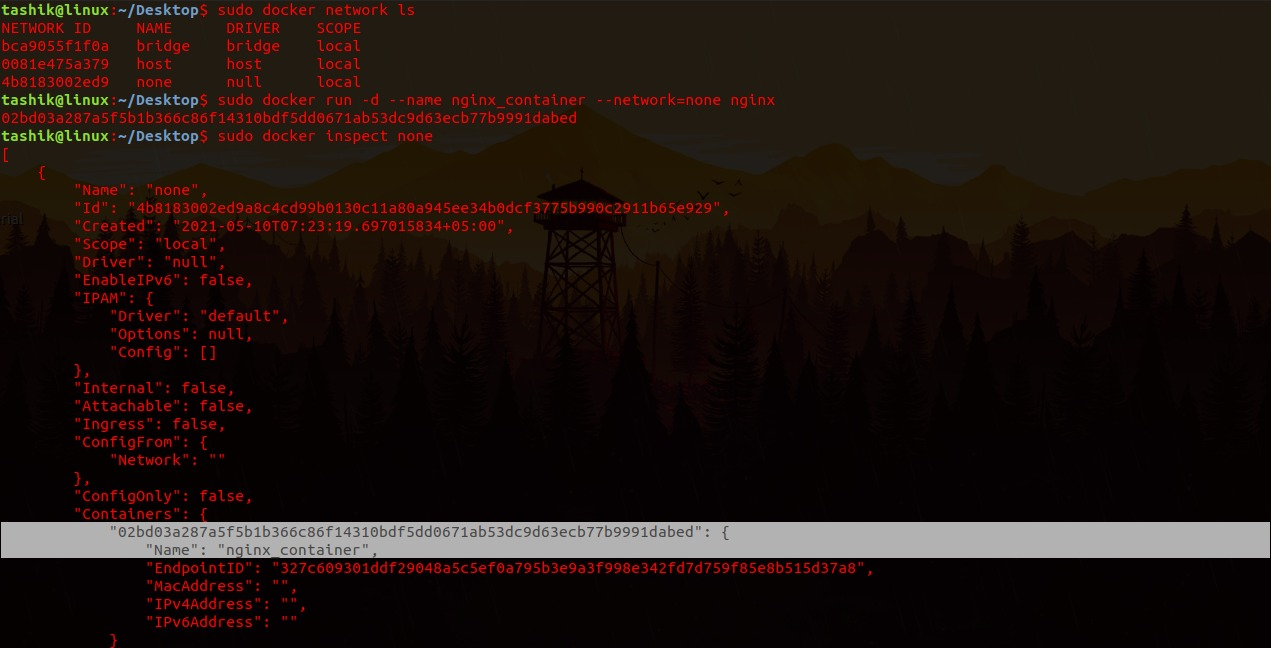 tashik@linux:~/Desktop$ sudo docker network ls
NETWORK ID     NAME      DRIVER    SCOPE
bca9055f1f0a   bridge    bridge    local
0081e475a379   host      host      local
4b8183002ed9   none      null      local
tashik@linux:~/Desktop$ sudo docker run -d --name nginx_container --network=none nginx
02bd03a287a5f5b1b366c86f14310bdf5dd0671ab53dc9d63ecb77b9991dabed
tashik@linux:~/Desktop$ sudo docker inspect none
[
    {
        "Name": "none",
        "Id": "4b8183002ed9a8c4cd99b0130c11a80a945ee34b0dcf3775b990c2911b65e929",
        "Created": "2021-05-10T07:23:19.697015834+05:00",
        "Scope": "local",
        "Driver": "null",
        "EnableIPv6": false,
        "IPAM": {
            "Driver": "default",
            "Options": null,
            "Config": []
        },
        "Internal": false,
        "Attachable": false,
        "Ingress": false,
        "ConfigFrom": {
            "Network": ""
        },
        "ConfigOnly": false,
        "Containers": {
            "02bd03a287a5f5b1b366c86f14310bdf5dd0671ab53dc9d63ecb77b9991dabed": {
                "Name": "nginx_container",
                "EndpointID": "327c609301ddf29048a5c5ef0a795b3e9a3f998e342fd7d759f85e8b515d37a8",
                "MacAddress": "",
                "IPv4Address": "",
                "IPv6Address": ""
            }